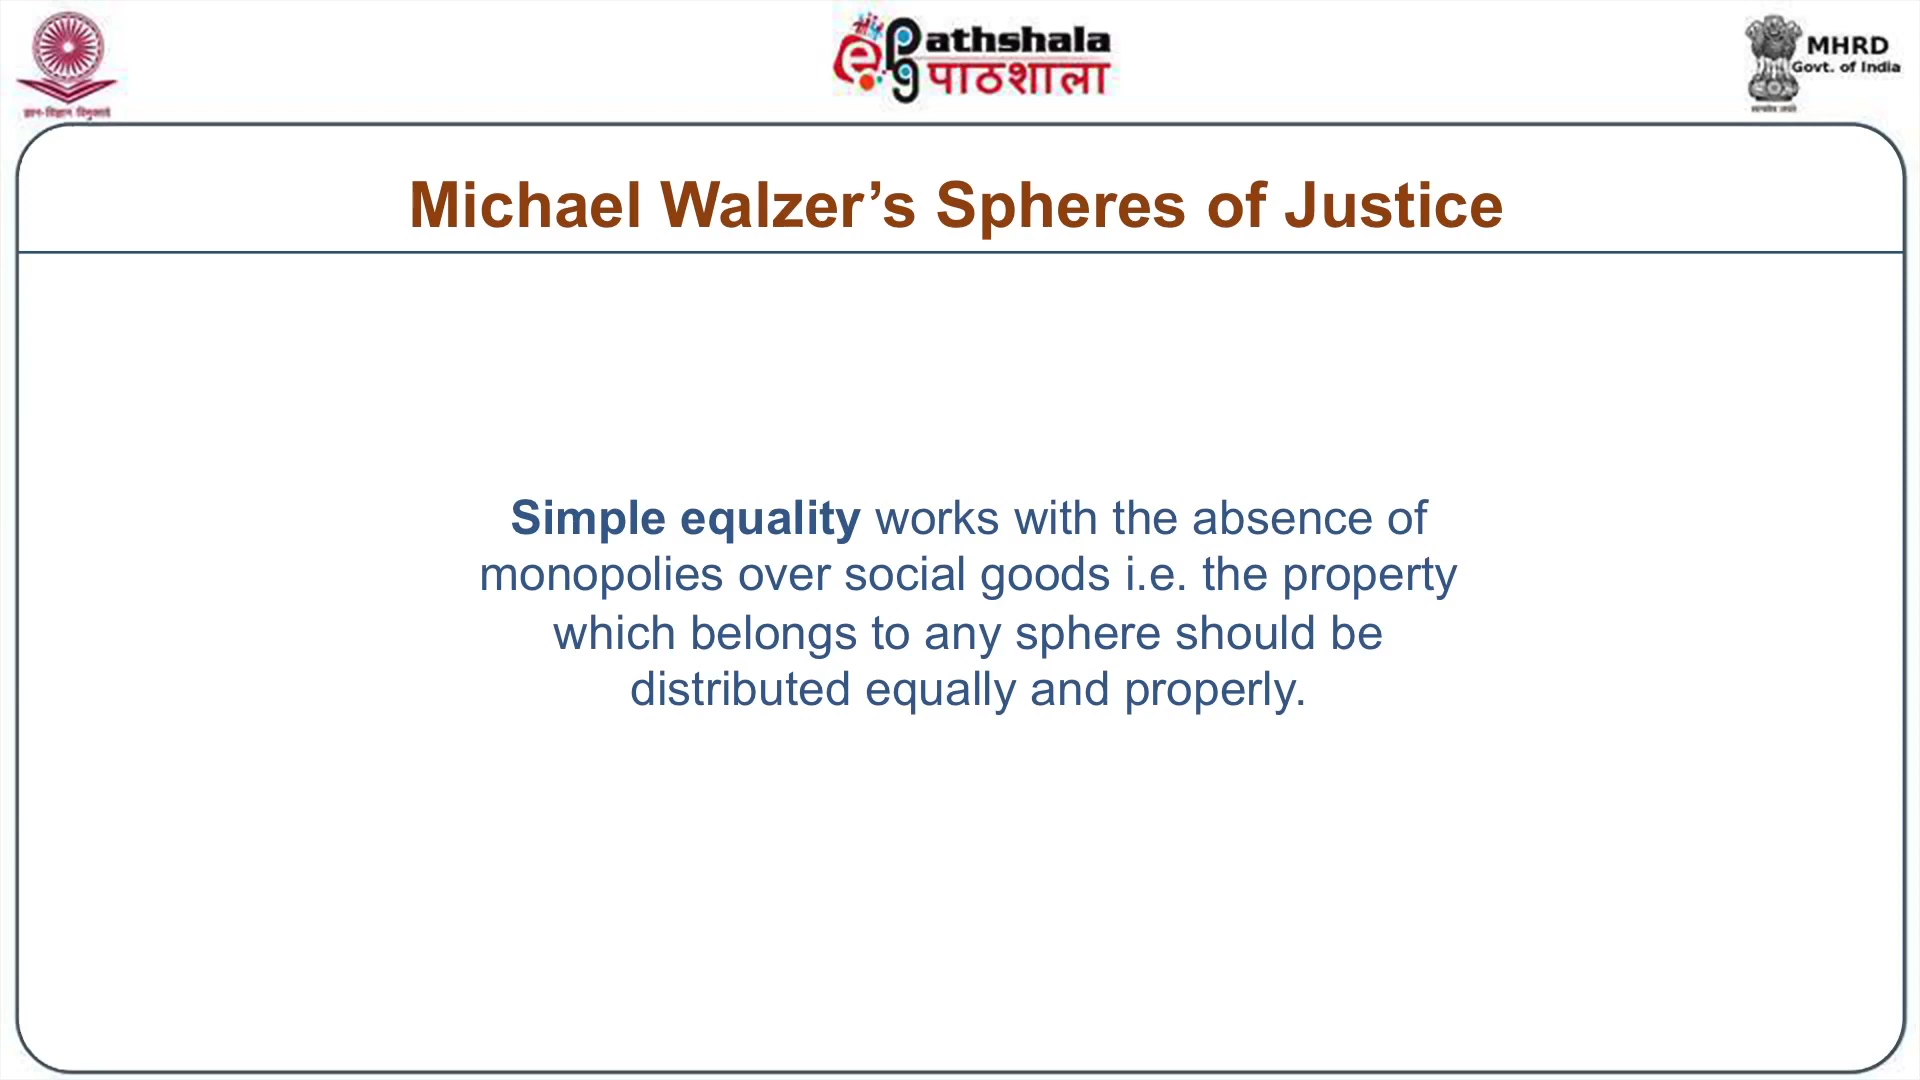 athshala
पाठशाला
MHRD
Govt. of India
Michael Walzer’s Spheres of Justice
Simple equality works with the absence of
monopolies over social goods i.e. the property
which belongs to any sphere should be
distributed equally and properly.